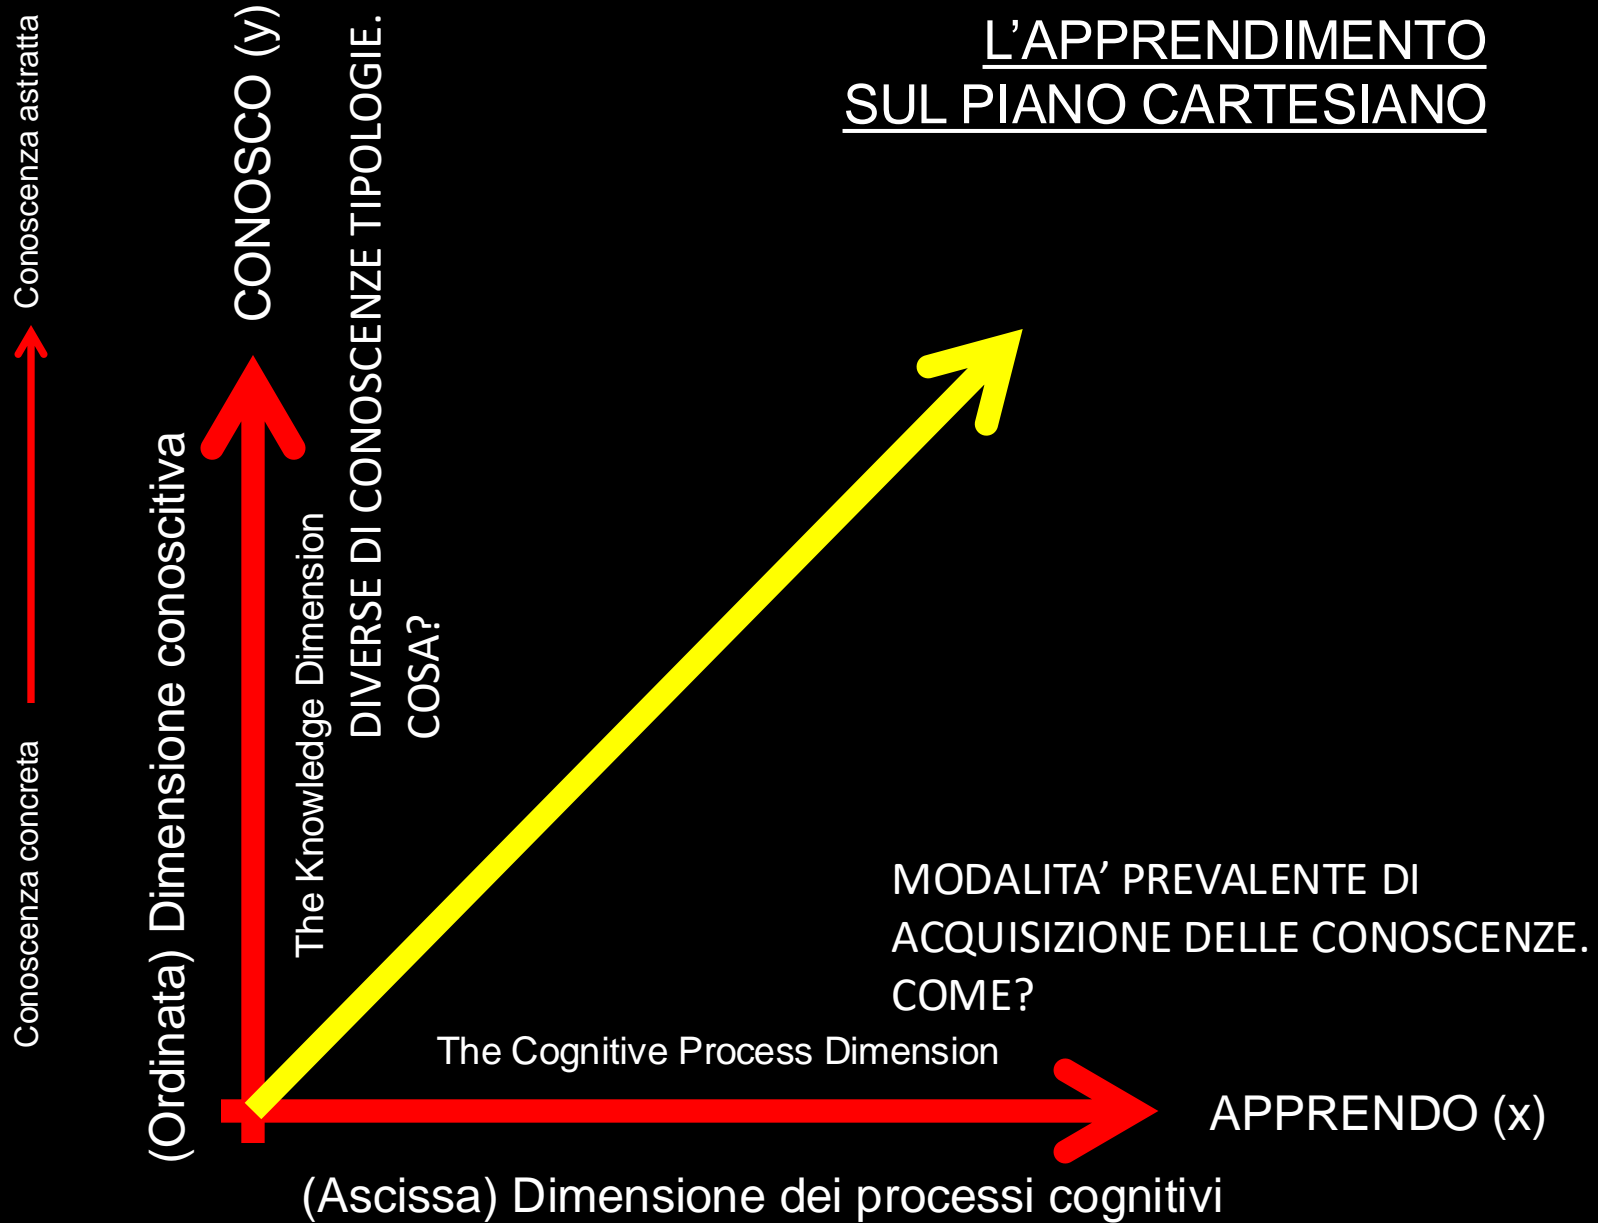 L’APPRENDIMENTO
SUL PIANO CARTESIANO
Conoscenza astratta
Conoscenza concreta
CONOSCO (y)
(Ordinata) Dimensione conoscitiva
The Knowledge Dimension
DIVERSE DI CONOSCENZE TIPOLOGIE.
COSA?
MODALITA’ PREVALENTE DI
ACQUISIZIONE DELLE CONOSCENZE.
COME?
The Cognitive Process Dimension
APPRENDO (x)
(Ascissa) Dimensione dei processi cognitivi